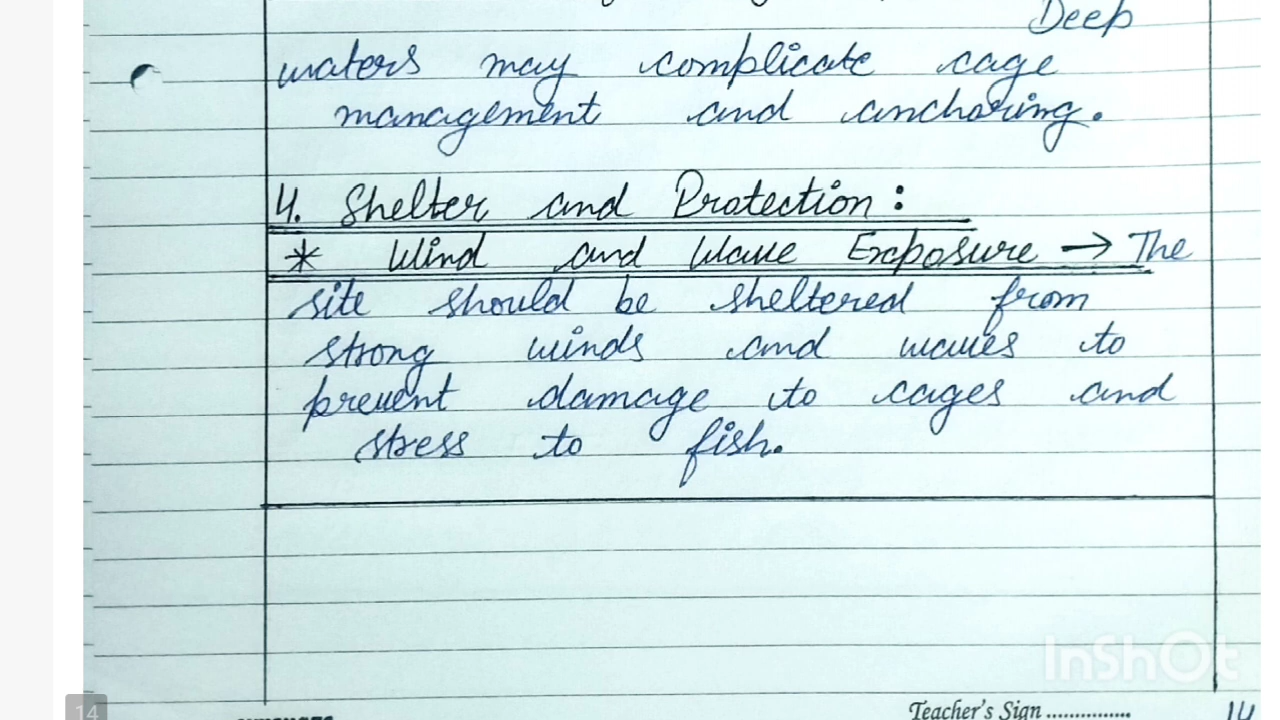 Deep
waters may complicate cage
management and anchoring.
4. Shelter and Protection :
* Wind and Wave Exposure → The
site should be sheltered from
strong winds and waves to
prevent damage to cages and
stress to fish.
InShOt
14
Teacher's Sign ..............
14